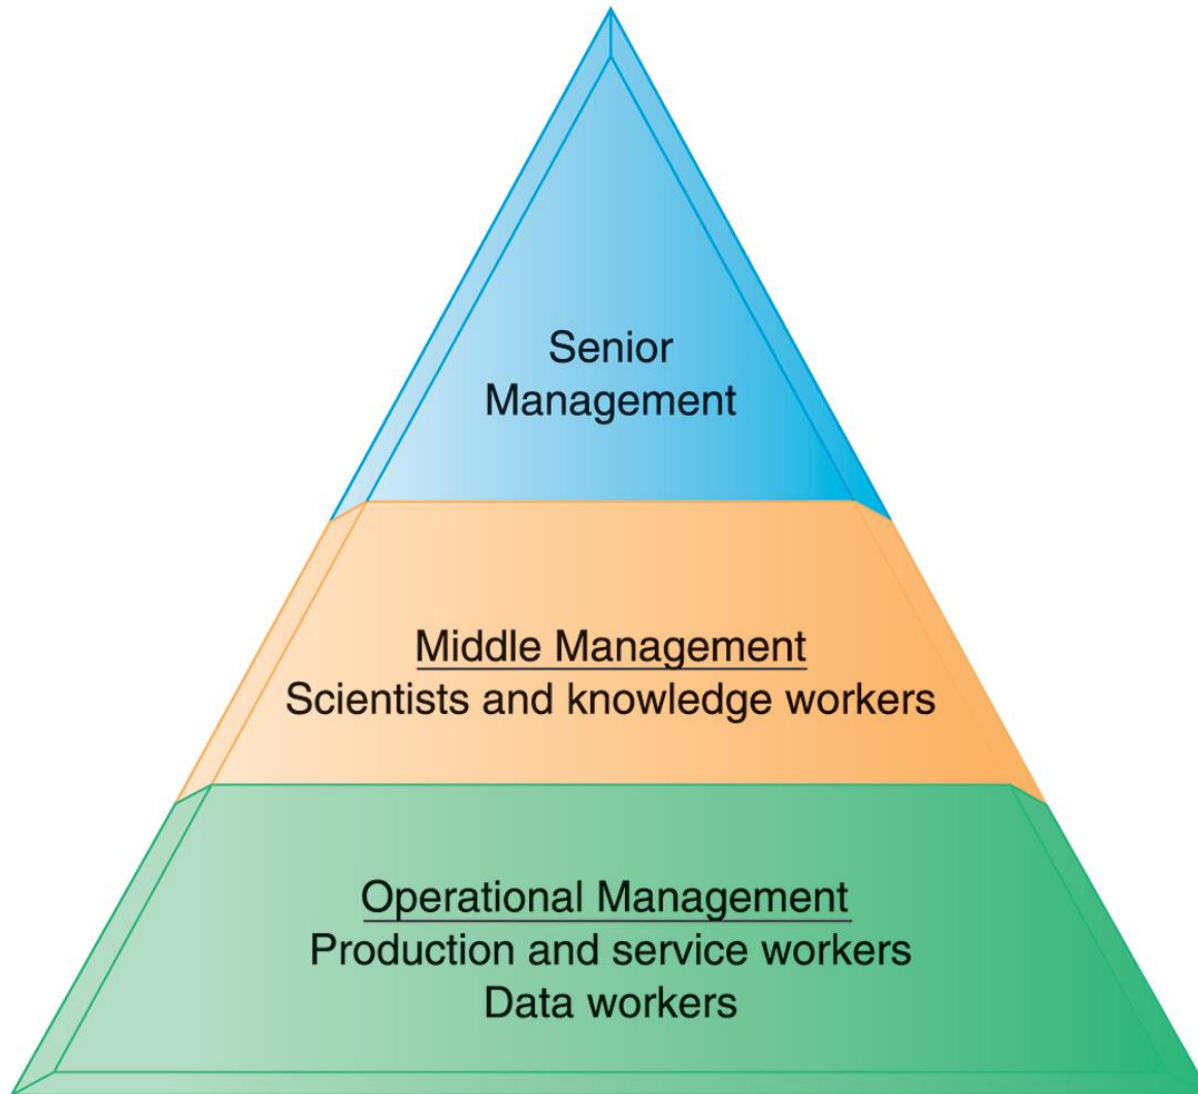 Senior
Management
Middle Management
Scientists and knowledge workers
Operational Management
Production and service workers
Data workers